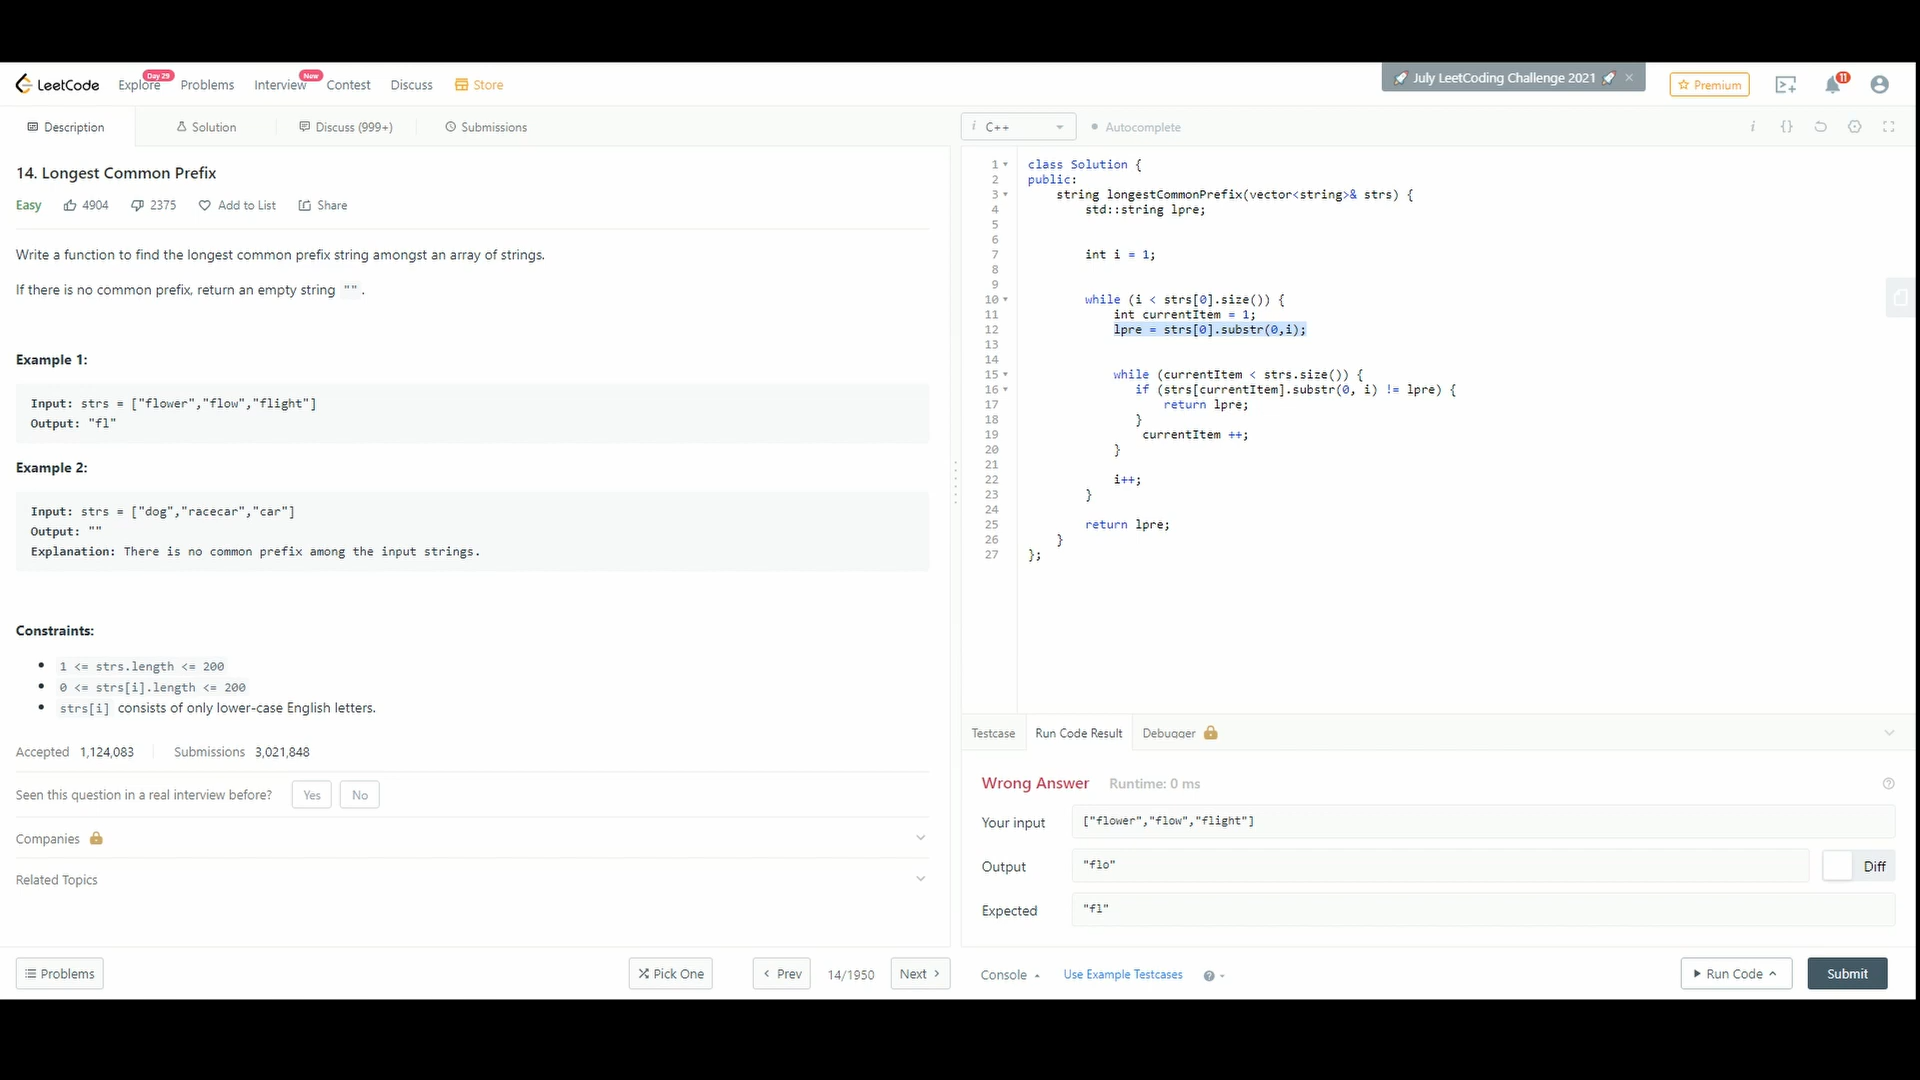 LeetCode
Explore
Day 29
Problems
Interview
New
Contest
Discuss
Store
July LeetCoding Challenge 2021
Premium
11
Description
Solution
Discuss (999+)
Submissions
i C++
Autocomplete
14. Longest Common Prefix
Easy
4904
2375
Add to List
Share
Write a function to find the longest common prefix string amongst an array of strings.
If there is no common prefix, return an empty string "".
Example 1:
Input: strs = ["flower","flow","flight"]
Output: "fl"
Example 2:
Input: strs = ["dog","racecar","car"]
Output: ""
Explanation: There is no common prefix among the input strings.
Constraints:
1 <= strs.length <= 200
0 <= strs[i].length <= 200
strs[i] consists of only lower-case English letters.
Accepted 1,124,083
Submissions 3,021,848
Seen this question in a real interview before?
Yes
No
Companies
Related Topics
Problems
Pick One
Prev
14/1950
Next
1 class Solution {
2 public:
3 string longestCommonPrefix(vector<string>& strs) {
4 std::string lpre;
5
6
7 int i = 1;
8
9
10 while (i < strs[0].size()) {
11 int currentItem = 1;
12 lpre = strs[0].substr(0,i);
13
14
15 while (currentItem < strs.size()) {
16 if (strs[currentItem].substr(0, i) != lpre) {
17 return lpre;
18 }
19 currentItem ++;
20 }
21
22 i++;
23 }
24
25 return lpre;
26 }
27 };
Testcase
Run Code Result
Debugger
Wrong Answer
Runtime: 0 ms
Your input
["flower","flow","flight"]
Output
"flo"
Diff
Expected
"fl"
Console
Use Example Testcases
Run Code
Submit